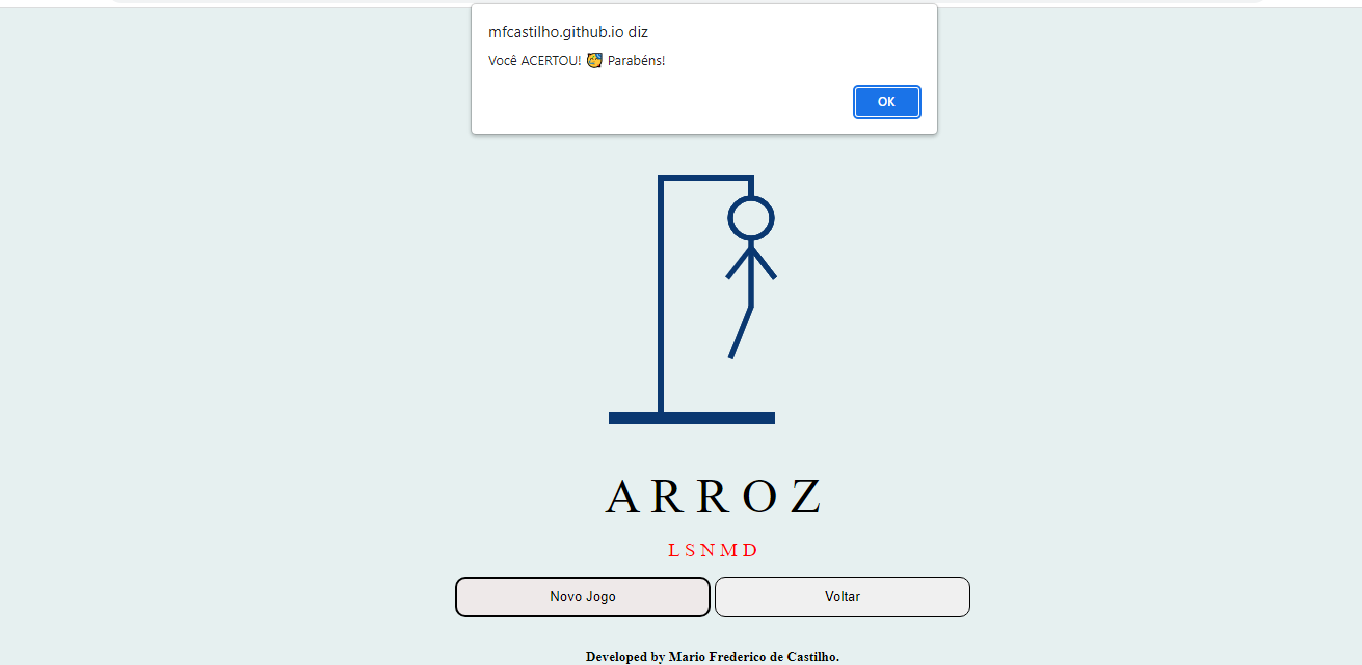 mfcastilho.github.io diz
Você ACERTOU! 🥳 Parabéns!
OK
A R R O Z
L S N M D
Novo Jogo
Voltar
Developed by Mario Frederico de Castilho.